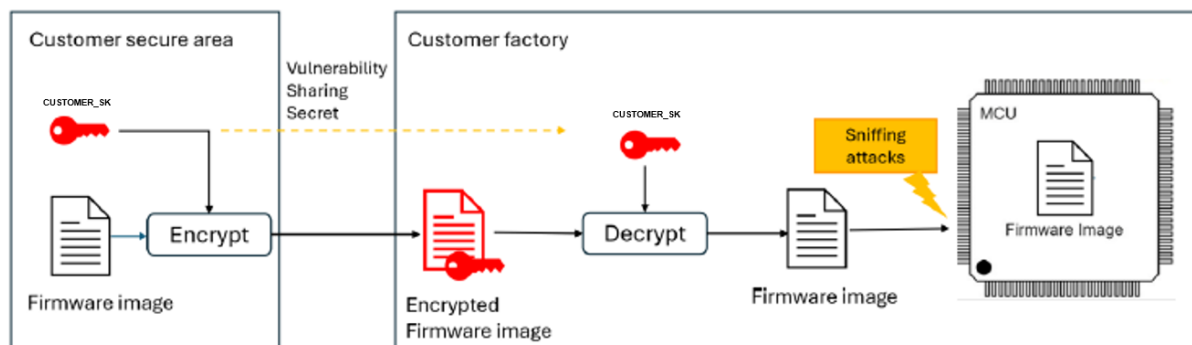 Customer secure area
CUSTOMER_SK
Encrypt
Firmware image
Vulnerability
Sharing
Secret
Customer factory
CUSTOMER_SK
Encrypted
Firmware image
Decrypt
Firmware image
Sniffing
attacks
MCU
Firmware Image